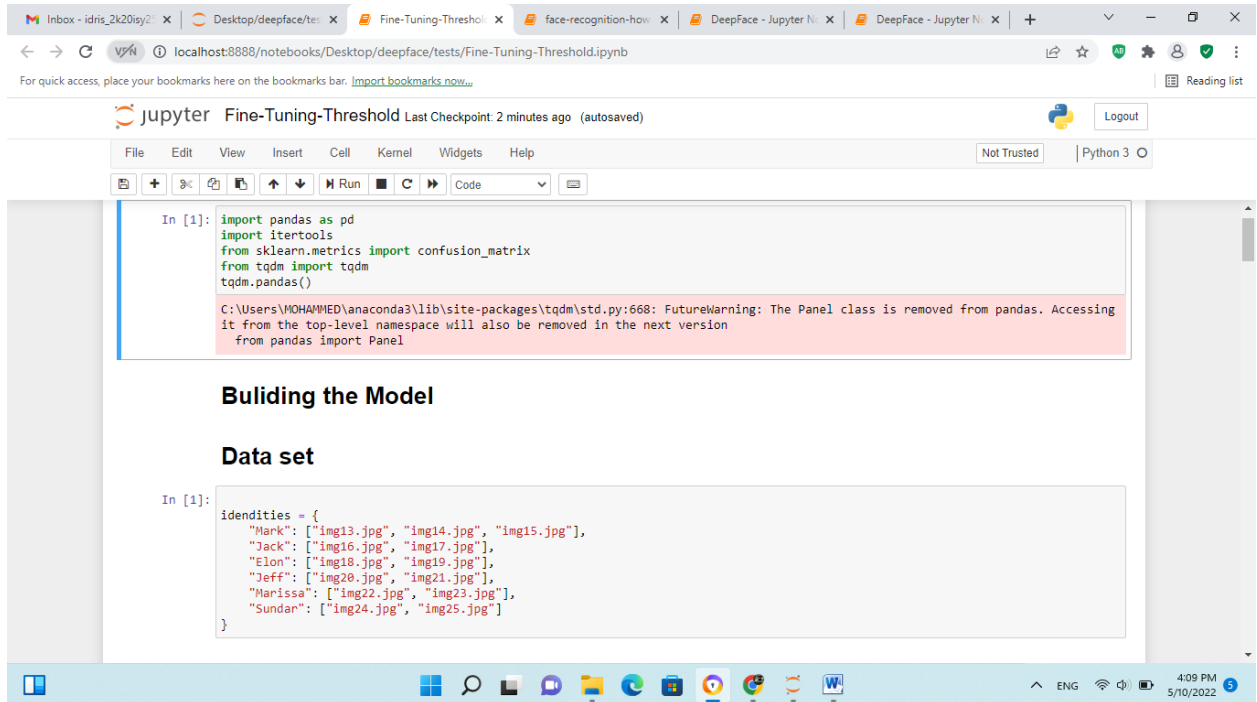 Inbox - idris_2k20isy25
Desktop/deepface/tes
Fine-Tuning-Threshol
face-recognition-how
DeepFace - Jupyter No
DeepFace - Jupyter No
VPN localhost:8888/notebooks/Desktop/deepface/tests/Fine-Tuning-Threshold.ipynb
For quick access, place your bookmarks here on the bookmarks bar. Import bookmarks now...
Reading list
jupyter Fine-Tuning-Threshold Last Checkpoint: 2 minutes ago (autosaved)
Logout
File Edit View Insert Cell Kernel Widgets Help
Not Trusted
Python 3
Run
Code
In [1]: import pandas as pd
import itertools
from sklearn.metrics import confusion_matrix
from tqdm import tqdm
tqdm.pandas()
C:\Users\MOHAMMED\anaconda3\lib\site-packages\tqdm\std.py:668: FutureWarning: The Panel class is removed from pandas. Accessing
it from the top-level namespace will also be removed in the next version
from pandas import Panel
Buliding the Model
Data set
In [1]:
idendities = {
"Mark": ["img13.jpg", "img14.jpg", "img15.jpg"],
"Jack": ["img16.jpg", "img17.jpg"],
"Elon": ["img18.jpg", "img19.jpg"],
"Jeff": ["img20.jpg", "img21.jpg"],
"Marissa": ["img22.jpg", "img23.jpg"],
"Sundar": ["img24.jpg", "img25.jpg"]
}
ENG
4:09 PM
5/10/2022
5